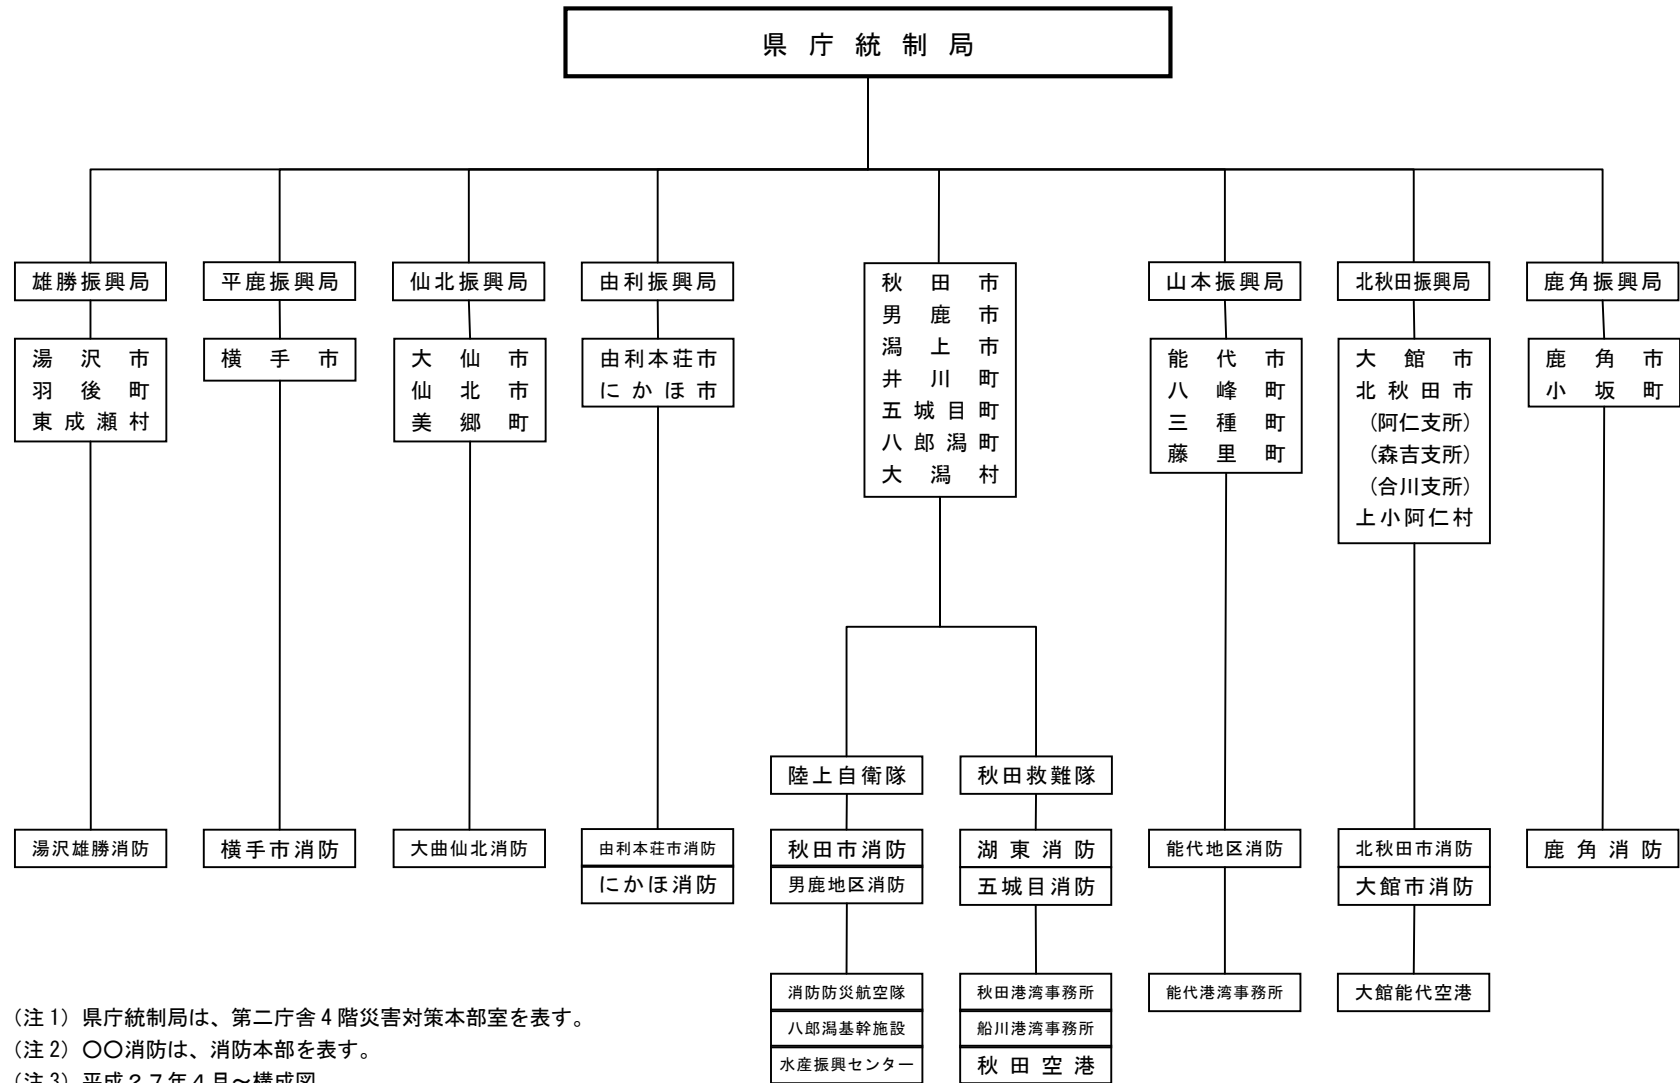 県庁統制局
雄勝振興局
平鹿振興局
仙北振興局
由利振興局
秋田市
男鹿市
潟上市
井川町
五城目町
八郎潟町
大潟村
山本振興局
北秋田振興局
鹿角振興局
湯沢市
羽後町
東成瀬村
横手市
大仙市
仙北市
美郷町
由利本荘市
にかほ市
能代市
八峰町
三種町
藤里町
大館市
北秋田市
(阿仁支所)
(森吉支所)
(合川支所)
上小阿仁村
鹿角市
小坂町
陸上自衛隊
秋田救難隊
湯沢雄勝消防
横手市消防
大曲仙北消防
由利本荘市消防
にかほ消防
秋田市消防
男鹿地区消防
湖東消防
五城目消防
能代地区消防
北秋田市消防
大館市消防
鹿角消防
消防防災航空隊
八郎潟基幹施設
水産振興センター
秋田港湾事務所
船川港湾事務所
秋田空港
能代港湾事務所
大館能代空港
(注1) 県庁統制局は、第二庁舎4階災害対策本部室を表す。
(注2) 〇〇消防は、消防本部を表す。
(注3) 平成27年4月～構成図